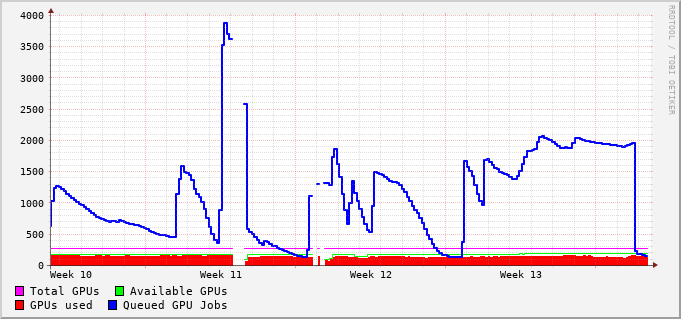 4000
3500
3000
2500
2000
1500
1000
500
0
Week 10 Week 11 Week 12 Week 13
Total GPUs Available GPUs
GPUs used Queued GPU Jobs
RRDTOOL / TOBI OETIKER